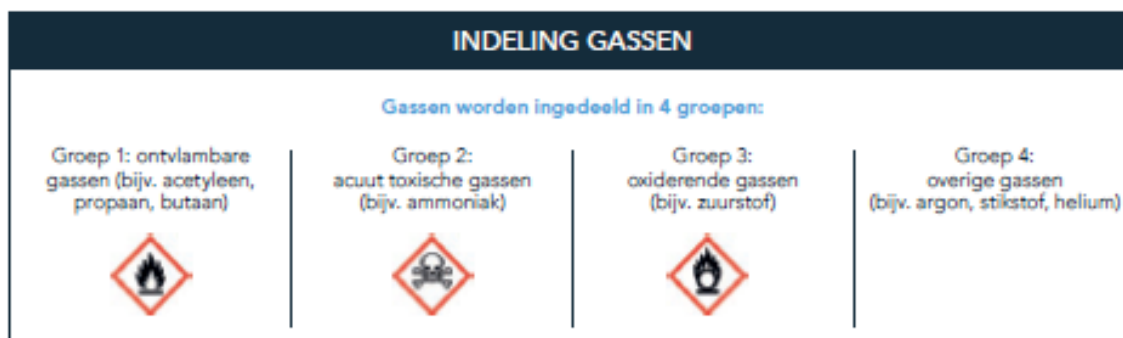 INDELING GASSEN
Gassen worden ingedeeld in 4 groepen:
Groep 1: ontvlambare
gassen (bijv. acetyleen,
propaan, butaan)
Groep 2:
acuut toxische gassen
(bijv. ammoniak)
Groep 3:
oxiderende gassen
(bijv. zuurstof)
Groep 4:
overige gassen
(bijv. argon, stikstof, helium)